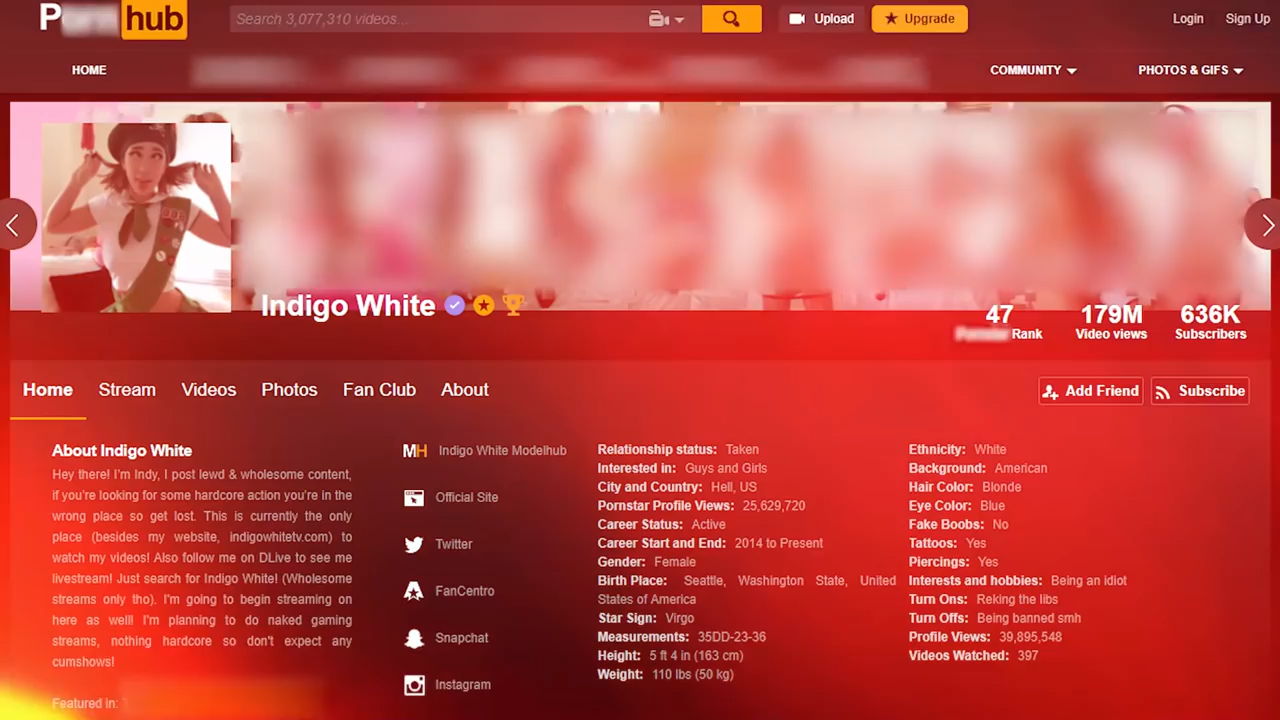 P hub
Search 3,077,310 videos...
Upload
Upgrade
Login
Sign Up
HOME
COMMUNITY
PHOTOS & GIFS
Indigo White
47
Rank
179M
Video views
636K
Subscribers
Home
Stream
Videos
Photos
Fan Club
About
Add Friend
Subscribe
About Indigo White
Hey there! I'm Indy, I post lewd & wholesome content,
if you're looking for some hardcore action you're in the
wrong place so get lost. This is currently the only
place (besides my website, indigowhitetv.com) to
watch my videos! Also follow me on DLive to see me
livestream! Just search for Indigo White! (Wholesome
streams only tho). I'm going to begin streaming on
here as well! I'm planning to do naked gaming
streams, nothing hardcore so don't expect any
cumshows!
Featured in:
MH Indigo White Modelhub
Official Site
Twitter
FanCentro
Snapchat
Instagram
Relationship status: Taken
Interested in: Guys and Girls
City and Country: Hell, US
Pornstar Profile Views: 25,629,720
Career Status: Active
Career Start and End: 2014 to Present
Gender: Female
Birth Place: Seattle, Washington State, United
States of America
Star Sign: Virgo
Measurements: 35DD-23-36
Height: 5 ft 4 in (163 cm)
Weight: 110 lbs (50 kg)
Ethnicity: White
Background: American
Hair Color: Blonde
Eye Color: Blue
Fake Boobs: No
Tattoos: Yes
Piercings: Yes
Interests and hobbies: Being an idiot
Turn Ons: Reking the libs
Turn Offs: Being banned smh
Profile Views: 39,895,548
Videos Watched: 397